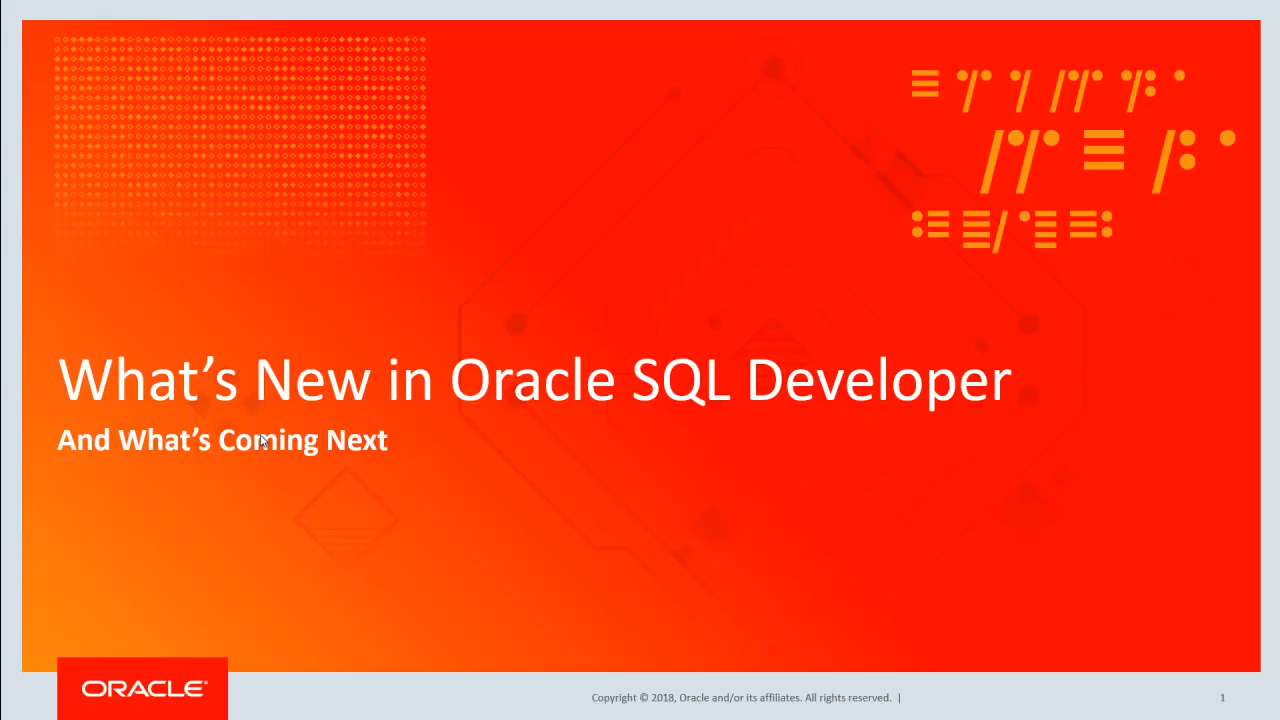 What’s New in Oracle SQL Developer
And What’s Coming Next
ORACLE®
Copyright © 2018, Oracle and/or its affiliates. All rights reserved. |
1